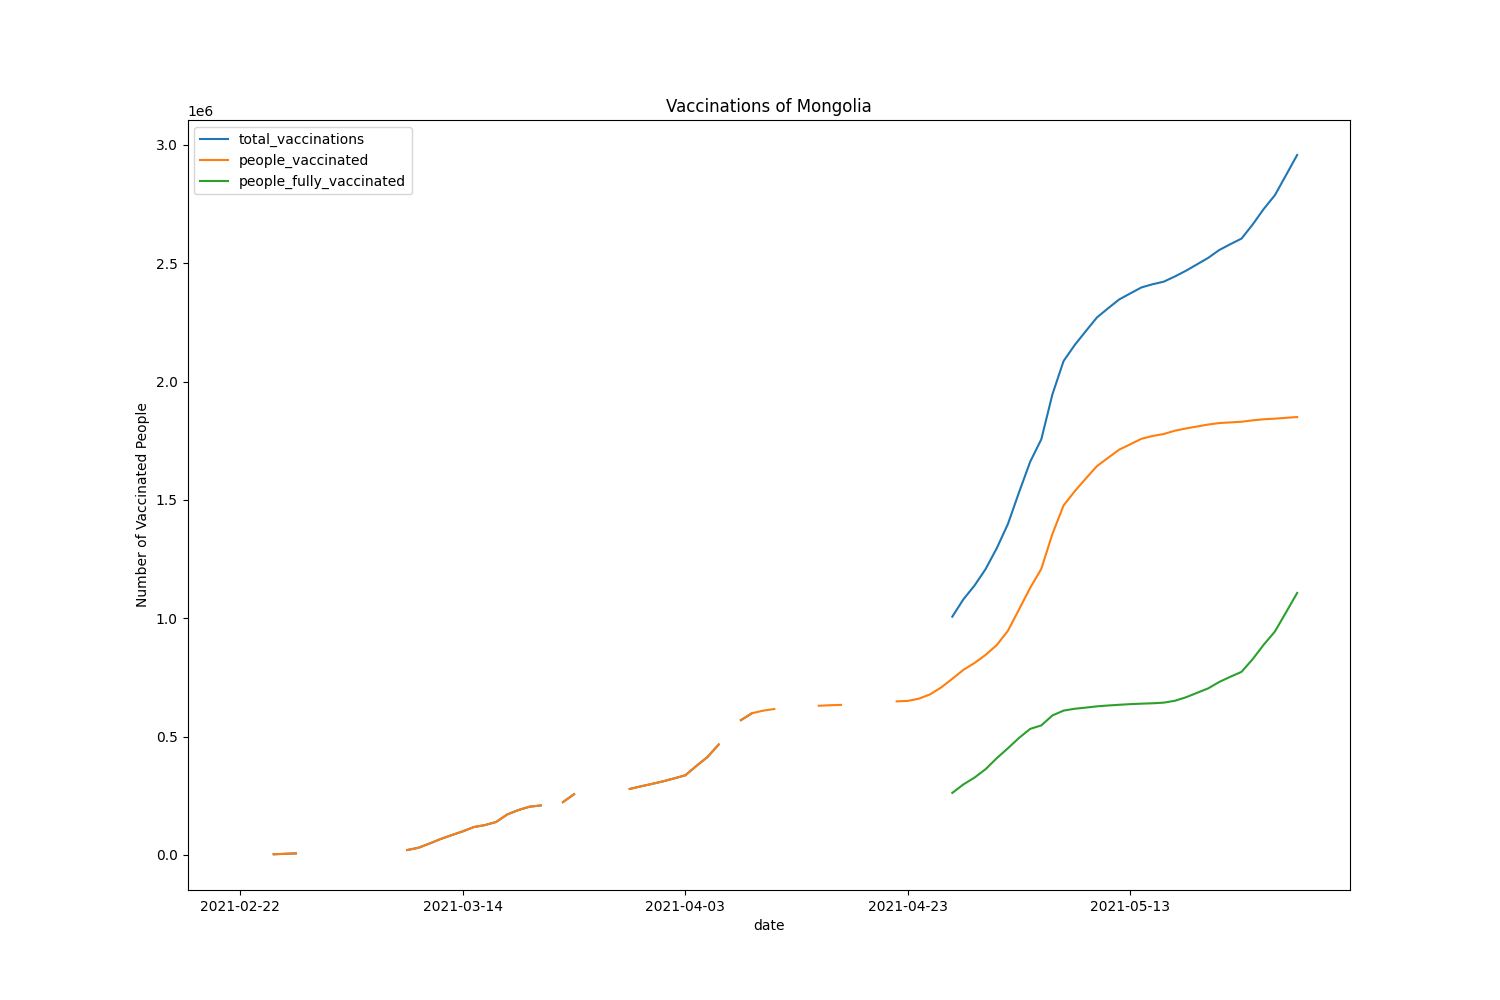 Vaccinations of Mongolia
1e6
total_vaccinations
people_vaccinated
people_fully_vaccinated
3.0
2.5
2.0
1.5
1.0
0.5
0.0
Number of Vaccinated People
2021-02-22
2021-03-14
2021-04-03
2021-04-23
2021-05-13
date